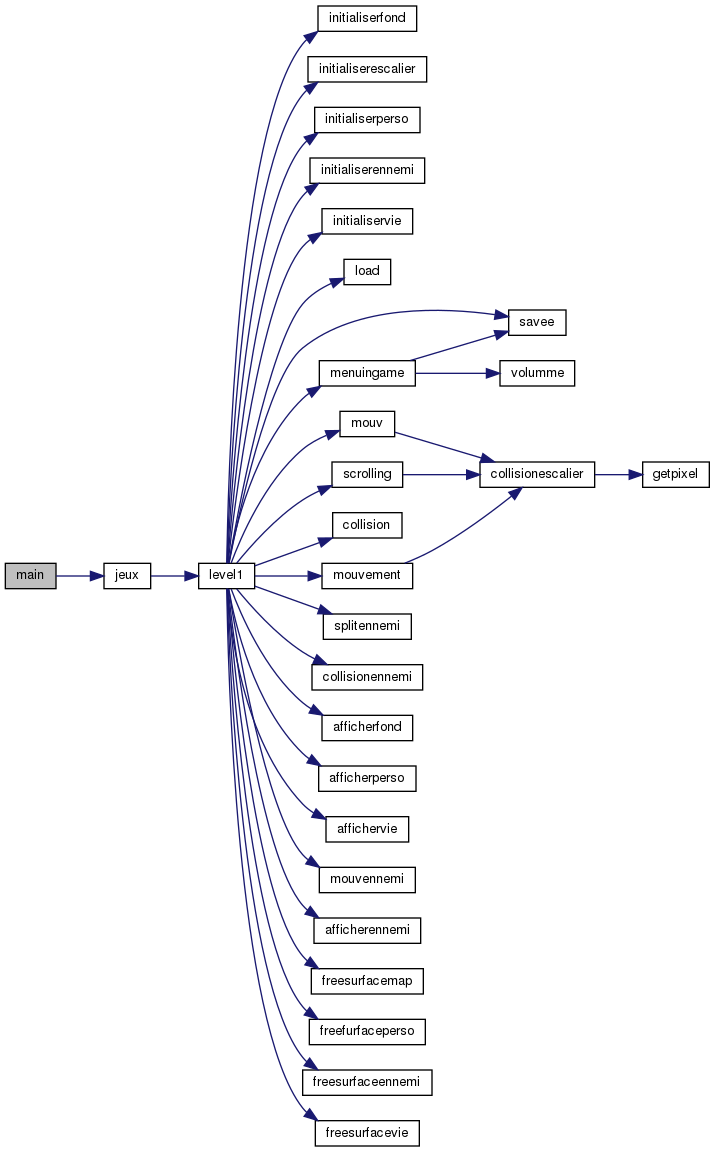 initialiserfond
initialiserescalier
initialiserperso
initialiserennemi
initialiservie
load
savee
menuingame
volumme
mouv
scrolling
collisionescalier
getpixel
collision
main
jeux
level1
mouvement
splitennemi
collisionennemi
afficherfond
afficherperso
affichervie
mouvennemi
afficherennemi
freesurfacemap
freefurfaceperso
freesurfaceennemi
freesurfacevie